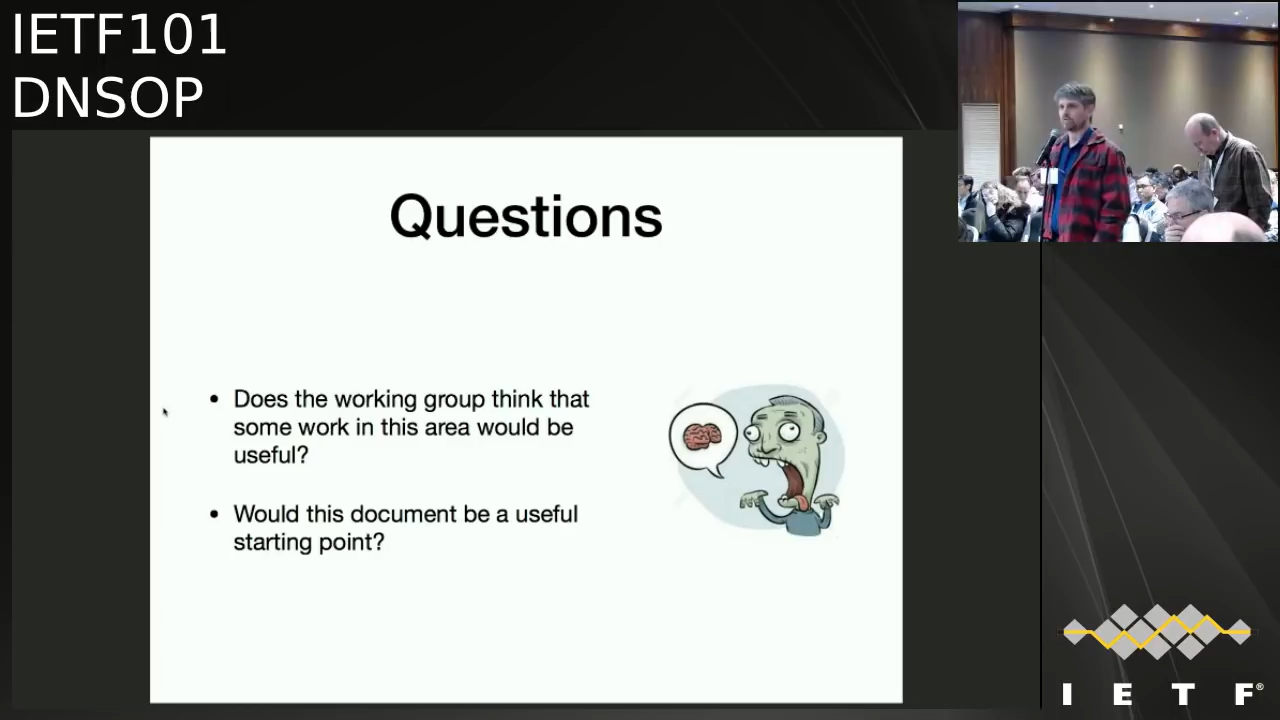 IETF101
DNSOP
Questions
• Does the working group think that
some work in this area would be
useful?
• Would this document be a useful
starting point?
I E T F®